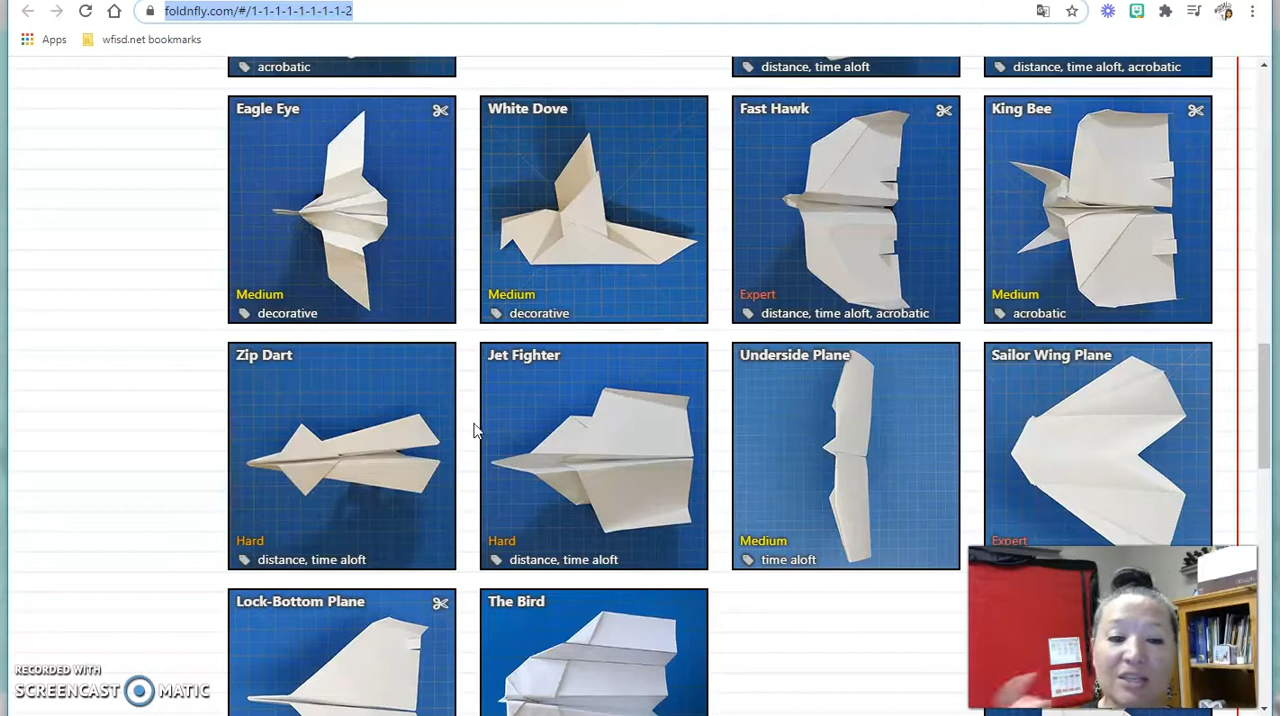 foldnfly.com/#/1-1-1-1-1-1-1-1-2
Apps wfisd.net bookmarks
acrobatic
distance, time aloft
distance, time aloft, acrobatic
Eagle Eye
Medium
decorative
White Dove
Medium
decorative
Fast Hawk
Expert
distance, time aloft, acrobatic
King Bee
Medium
acrobatic
Zip Dart
Hard
distance, time aloft
Jet Fighter
Hard
distance, time aloft
Underside Plane
Medium
time aloft
Sailor Wing Plane
Expert
Lock-Bottom Plane
The Bird
RECORDED WITH
SCREENCAST MATIC